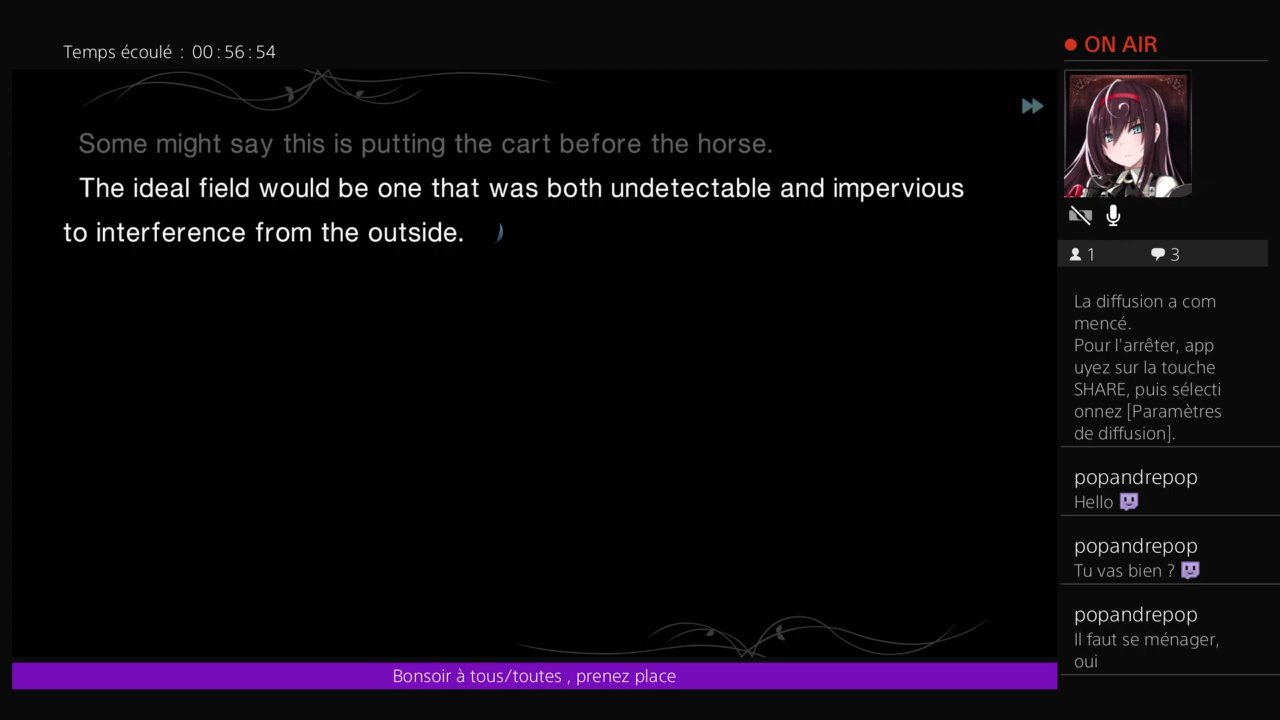 Temps écoulé : 00:56:54
Some might say this is putting the cart before the horse.
The ideal field would be one that was both undetectable and impervious
to interference from the outside.
Bonsoir à tous/toutes , prenez place
ON AIR
1 3
La diffusion a com
mencé.
Pour l'arrêter, app
uyez sur la touche
SHARE, puis sélecti
onnez [Paramètres
de diffusion].
popandrepop
Hello
popandrepop
Tu vas bien ?
popandrepop
Il faut se ménager,
oui